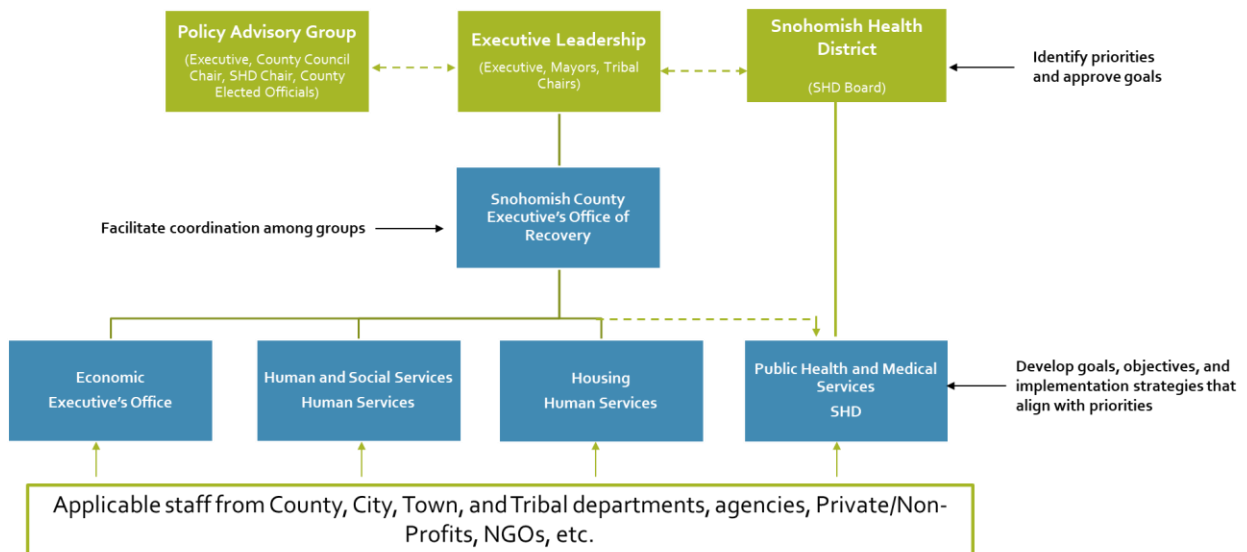 Policy Advisory Group
(Executive, County Council
Chair, SHD Chair, County
Elected Officials)
Executive Leadership
(Executive, Mayors, Tribal
Chairs)
Snohomish Health
District
(SHD Board)
Identify priorities
and approve goals
Facilitate coordination among groups
Snohomish County
Executive's Office of
Recovery
Economic
Executive's Office
Human and Social Services
Human Services
Housing
Human Services
Public Health and Medical
Services
SHD
Develop goals, objectives, and
implementation strategies that
align with priorities
Applicable staff from County, City, Town, and Tribal departments, agencies, Private/Non-
Profits, NGOs, etc.